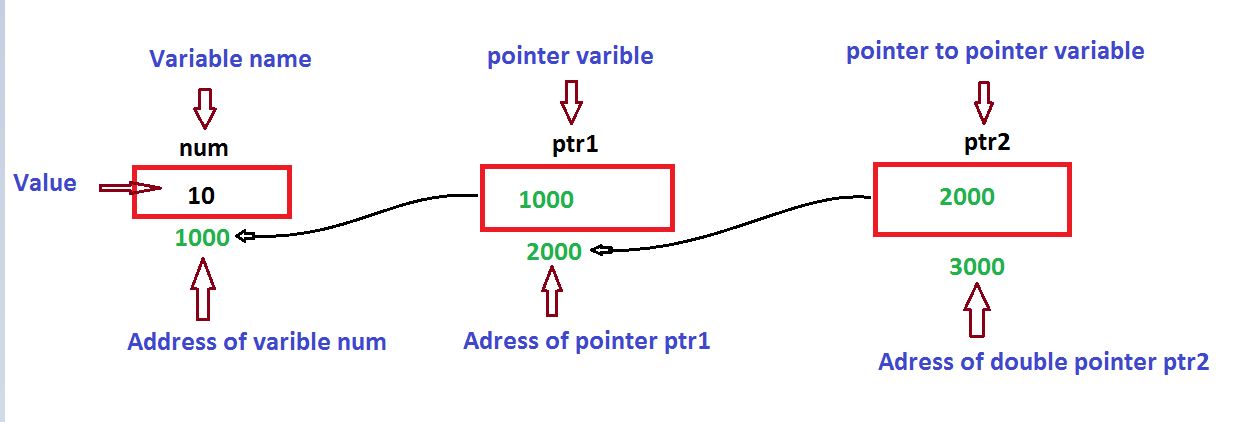 Variable name
pointer varible
pointer to pointer variable
num
ptr1
ptr2
Value
10
1000
2000
1000
2000
3000
Address of varible num
Adress of pointer ptr1
Adress of double pointer ptr2